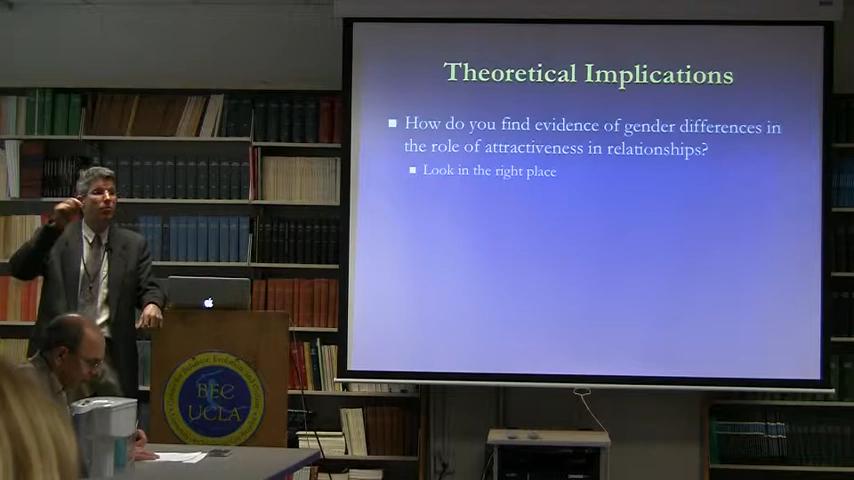 Theoretical Implications
How do you find evidence of gender differences in
the role of attractiveness in relationships?
Look in the right place
BEC
UCLA